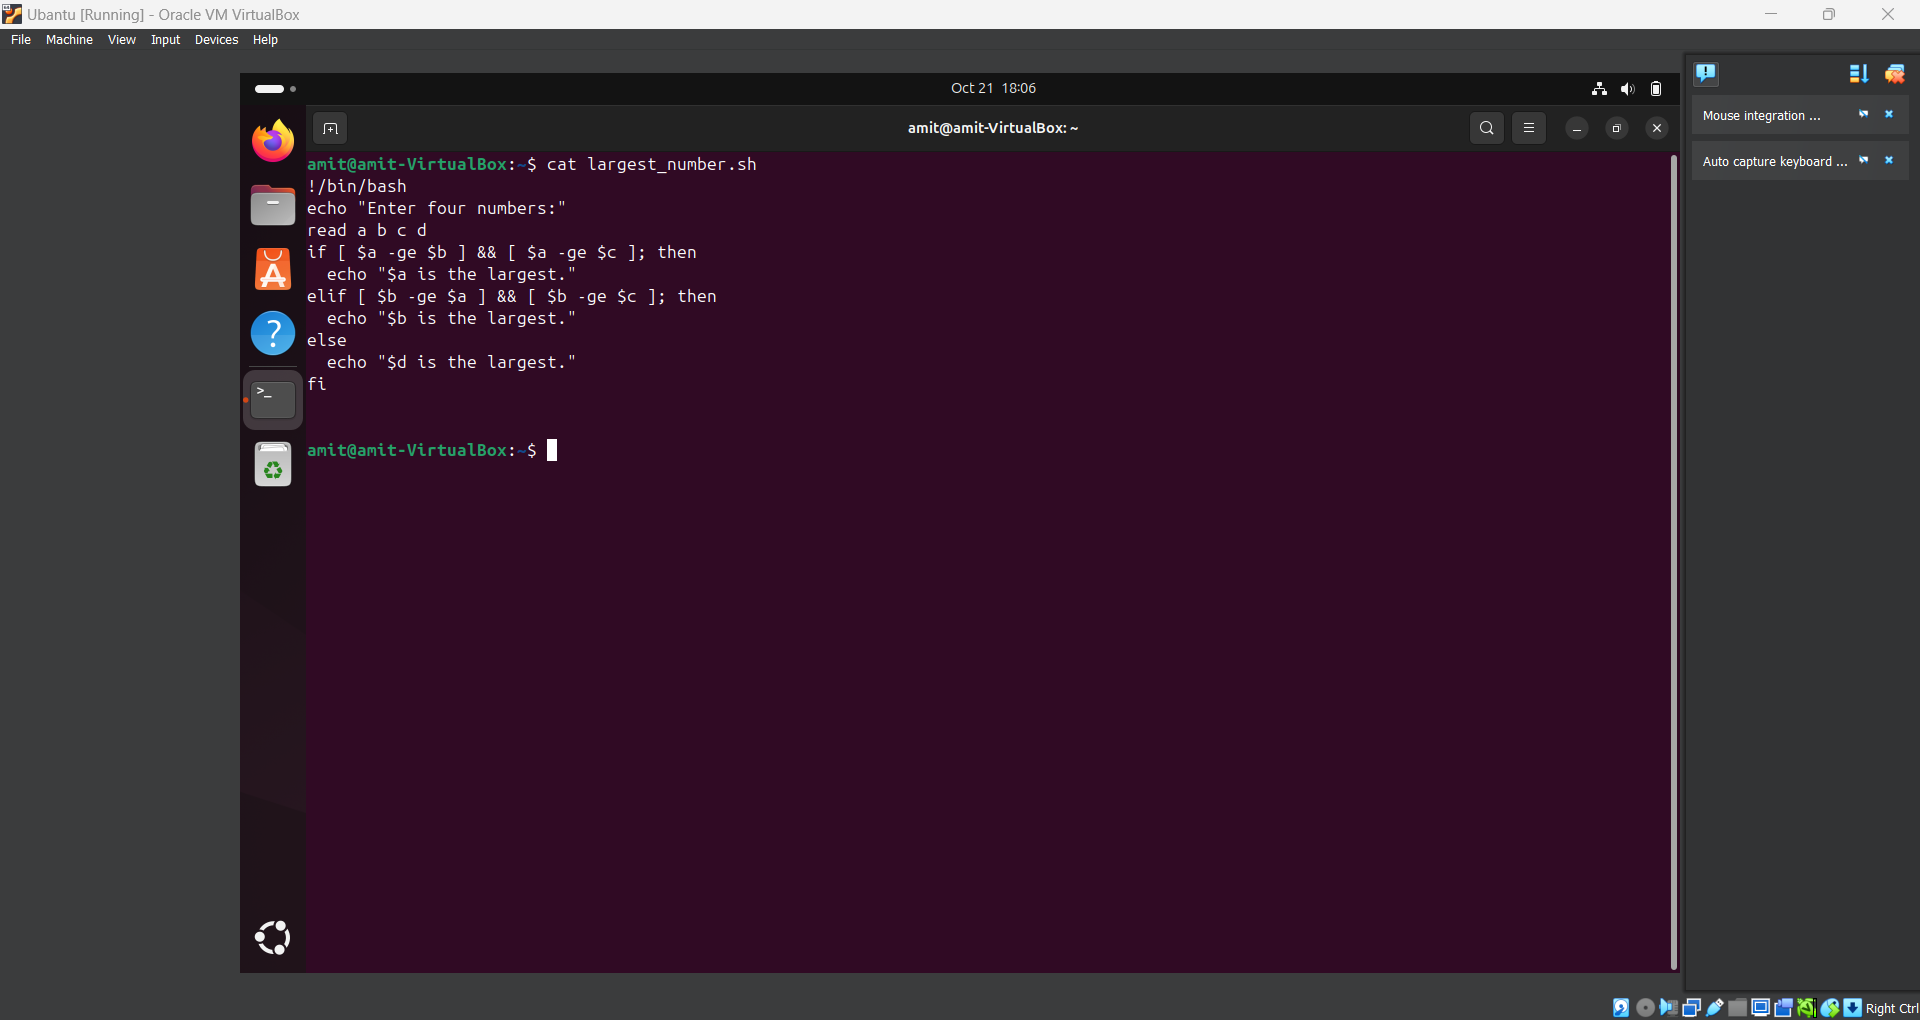 Ubantu [Running] - Oracle VM VirtualBox
File Machine View Input Devices Help
Oct 21 18:06
amit@amit-VirtualBox: ~
Mouse integration ...
Auto capture keyboard ...
amit@amit-VirtualBox:~$ cat largest_number.sh
!/bin/bash
echo "Enter four numbers:"
read a b c d
if [ $a -ge $b ] && [ $a -ge $c ]; then
  echo "$a is the largest."
elif [ $b -ge $a ] && [ $b -ge $c ]; then
  echo "$b is the largest."
else
  echo "$d is the largest."
fi
amit@amit-VirtualBox:~$
Right Ctrl